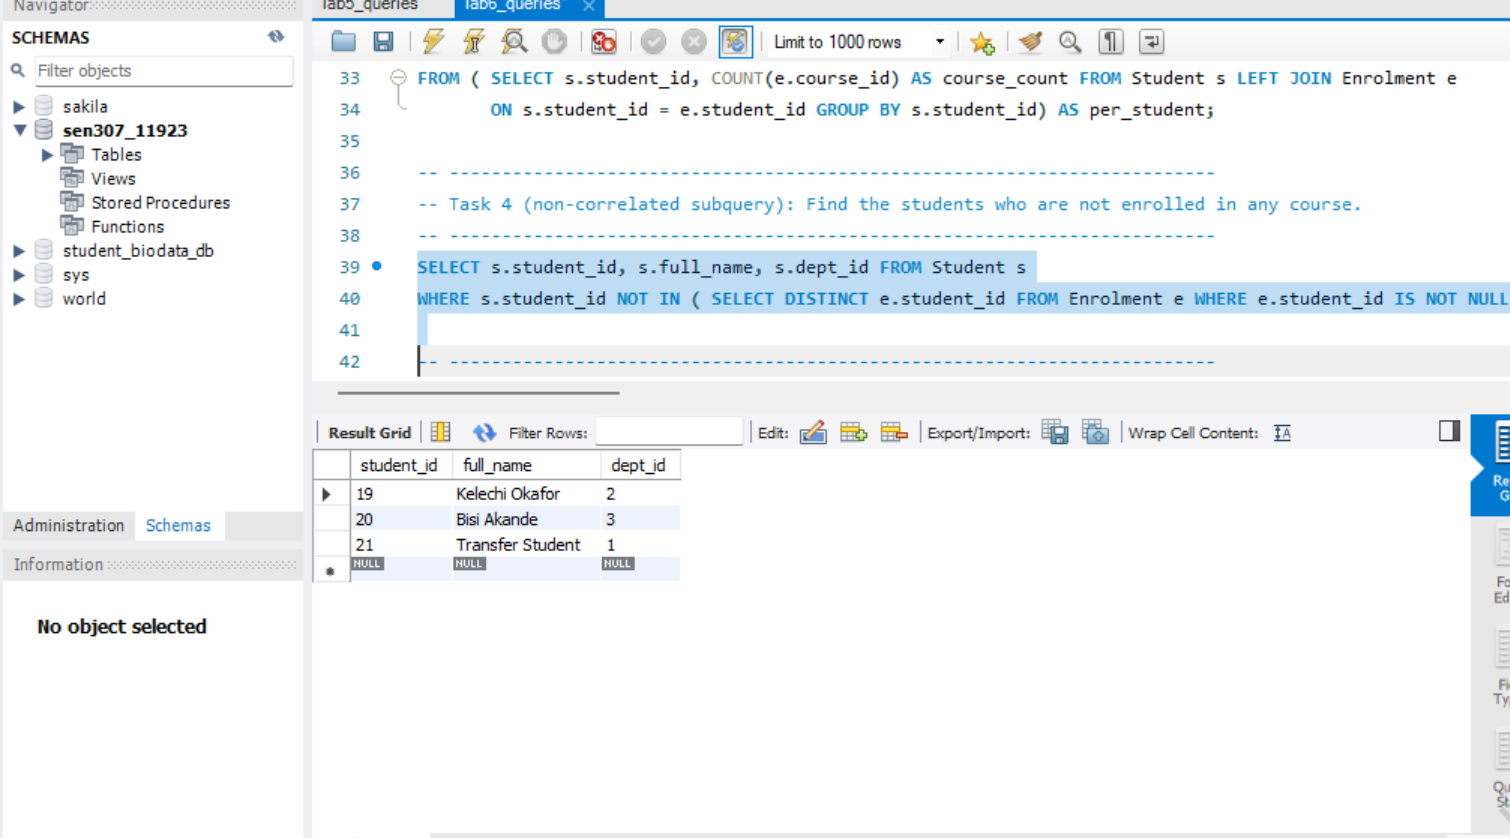 Navigator
SCHEMAS
Filter objects
sakila
sen307_11923
Tables
Views
Stored Procedures
Functions
student_biodata_db
sys
world
Administration Schemas
Information
No object selected
lab5_queries lab6_queries*
Limit to 1000 rows
33 FROM ( SELECT s.student_id, COUNT(e.course_id) AS course_count FROM Student s LEFT JOIN Enrolment e
34 ON s.student_id = e.student_id GROUP BY s.student_id) AS per_student;
35
36 -- -------------------------------------------------------------------------
37 -- Task 4 (non-correlated subquery): Find the students who are not enrolled in any course.
38 -- -------------------------------------------------------------------------
39 SELECT s.student_id, s.full_name, s.dept_id FROM Student s
40 WHERE s.student_id NOT IN ( SELECT DISTINCT e.student_id FROM Enrolment e WHERE e.student_id IS NOT NULL
41
42 -- -------------------------------------------------------------------------
Result Grid Filter Rows: Edit: Export/Import: Wrap Cell Content:
student_id full_name dept_id
19 Kelechi Okafor 2
20 Bisi Akande 3
21 Transfer Student 1
NULL NULL NULL